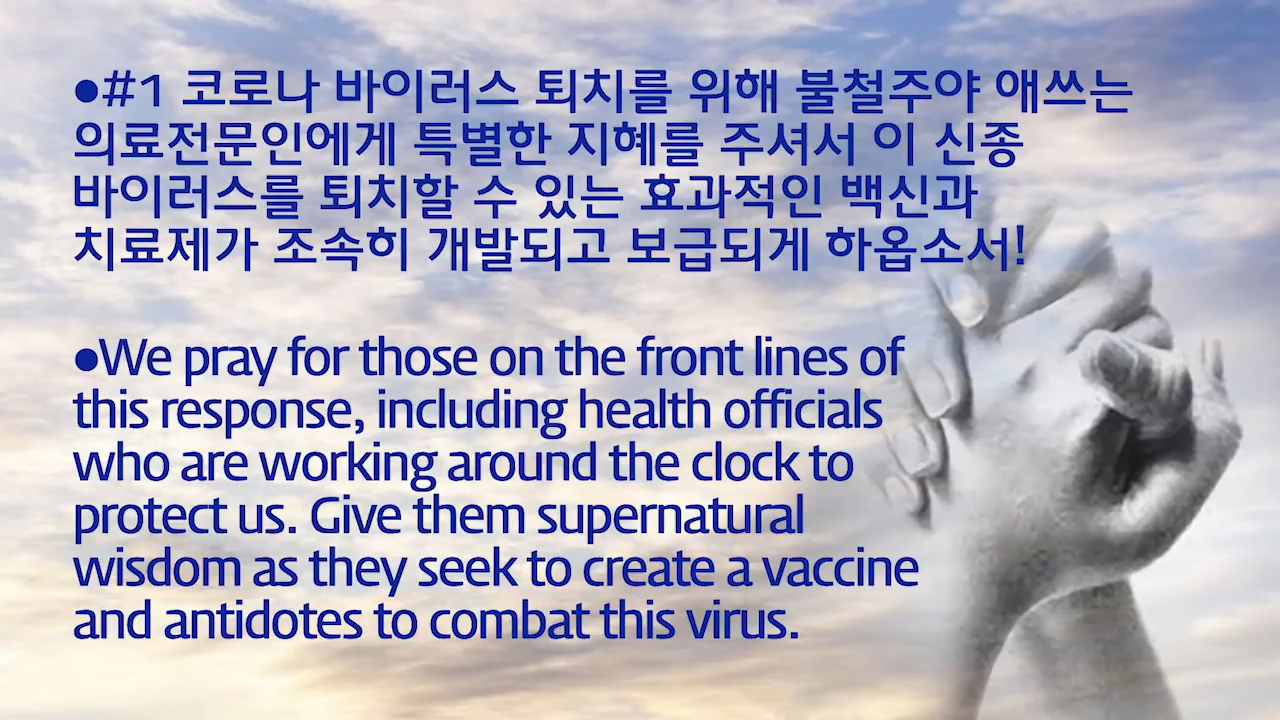 ●#1 코로나 바이러스 퇴치를 위해 불철주야 애쓰는
의료전문인에게 특별한 지혜를 주셔서 이 신종
바이러스를 퇴치할 수 있는 효과적인 백신과
치료제가 조속히 개발되고 보급되게 하옵소서!
●We pray for those on the front lines of
this response, including health officials
who are working around the clock to
protect us. Give them supernatural
wisdom as they seek to create a vaccine
and antidotes to combat this virus.